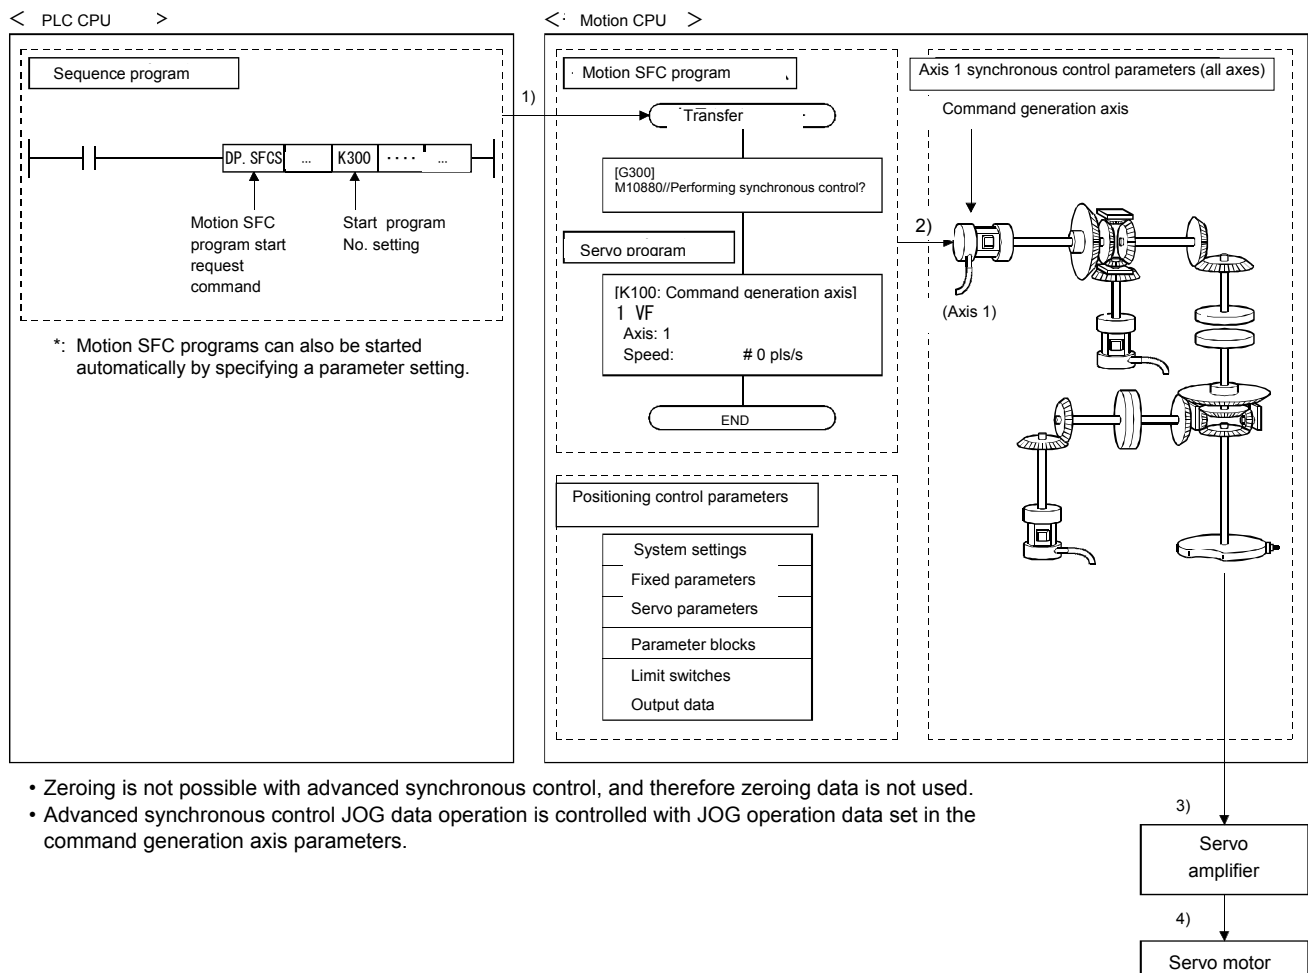 < PLC CPU >
Sequence program
DP. SFCS ... K300 ···· ...
Motion SFC
program start
request
command
Start program
No. setting
*: Motion SFC programs can also be started
automatically by specifying a parameter setting.
1)
< Motion CPU >
Motion SFC program
Transfer
[G300]
M10880//Performing synchronous control?
Servo program
[K100: Command generation axis]
1 VF
Axis: 1
Speed: # 0 pls/s
END
Positioning control parameters
System settings
Fixed parameters
Servo parameters
Parameter blocks
Limit switches
Output data
2)
Axis 1 synchronous control parameters (all axes)
Command generation axis
(Axis 1)
• Zeroing is not possible with advanced synchronous control, and therefore zeroing data is not used.
• Advanced synchronous control JOG data operation is controlled with JOG operation data set in the
command generation axis parameters.
3)
Servo
amplifier
4)
Servo motor